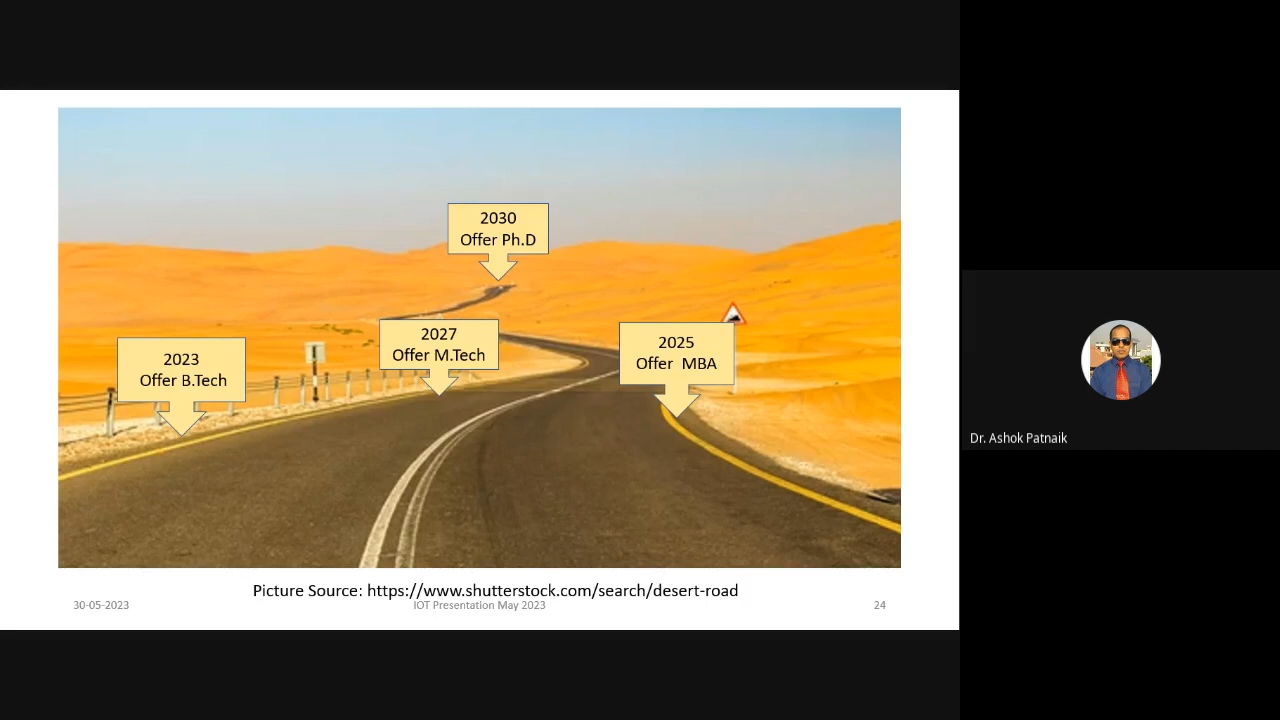 2030
Offer Ph.D
2027
Offer M.Tech
2025
Offer  MBA
2023
Offer B.Tech
Picture Source: https://www.shutterstock.com/search/desert-road
30-05-2023
IOT Presentation May 2023
24
Dr. Ashok Patnaik